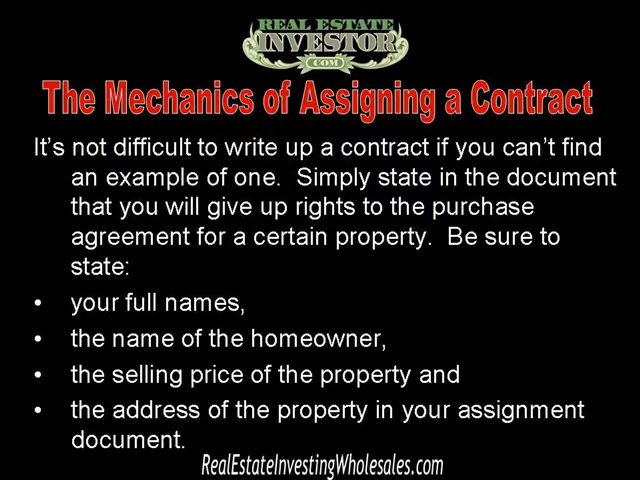 REAL ESTATE
INVESTOR
COM
The Mechanics of Assigning a Contract
It’s not difficult to write up a contract if you can’t find
an example of one.  Simply state in the document
that you will give up rights to the purchase
agreement for a certain property.  Be sure to
state:
• your full names,
• the name of the homeowner,
• the selling price of the property and
• the address of the property in your assignment
document.
RealEstateInvestingWholesales.com